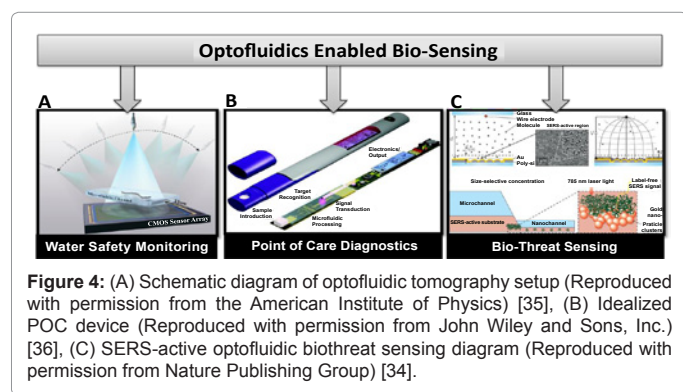 Optofluidics Enabled Bio-Sensing
A
B
C
CMOS Sensor Array
Water Safety Monitoring
Electronics/
Output
Target
Recognition
Signal
Transduction
Sample
Introduction
Microfluidic
Processing
Point of Care Diagnostics
Glass
Wire electrode
Molecule
SERS-active region
Au
Poly-si
Size-selective concentration
785 nm laser light
Label-free
SERS signal
Microchannel
SERS-active substrate
Nanochannel
Gold
nano-
Praticle
clusters
Bio-Threat Sensing
Figure 4: (A) Schematic diagram of optofluidic tomography setup (Reproduced
with permission from the American Institute of Physics) [35], (B) Idealized
POC device (Reproduced with permission from John Wiley and Sons, Inc.)
[36], (C) SERS-active optofluidic biothreat sensing diagram (Reproduced with
permission from Nature Publishing Group) [34].